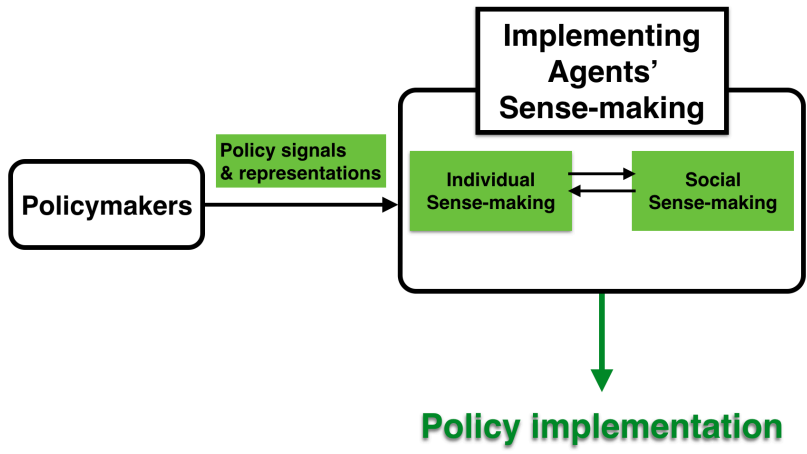 Implementing
Agents’
Sense-making
Policy signals
& representations
Policymakers
Individual
Sense-making
Social
Sense-making
Policy implementation